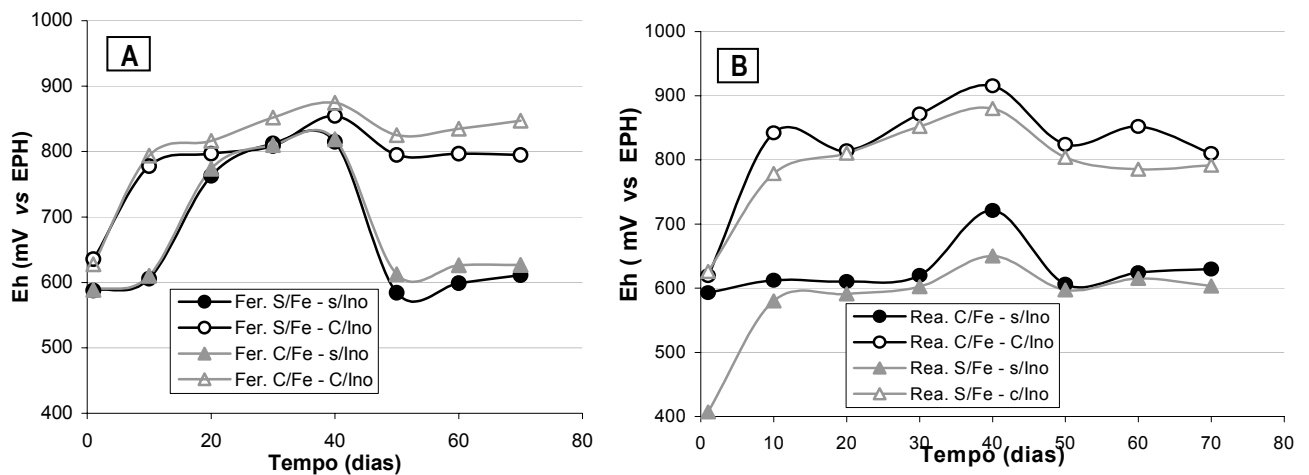 A
Eh (mV vs EPH)
1000
900
800
700
600
500
400
Fer. S/Fe - s/Ino
Fer. S/Fe - C/Ino
Fer. C/Fe - s/Ino
Fer. C/Fe - C/Ino
0 20 40 60 80
Tempo (dias)
B
Eh ( mV vs EPH)
1000
900
800
700
600
500
400
Rea. C/Fe - s/Ino
Rea. C/Fe - C/Ino
Rea. S/Fe - s/Ino
Rea. S/Fe - c/Ino
0 10 20 30 40 50 60 70 80
Tempo (dias)